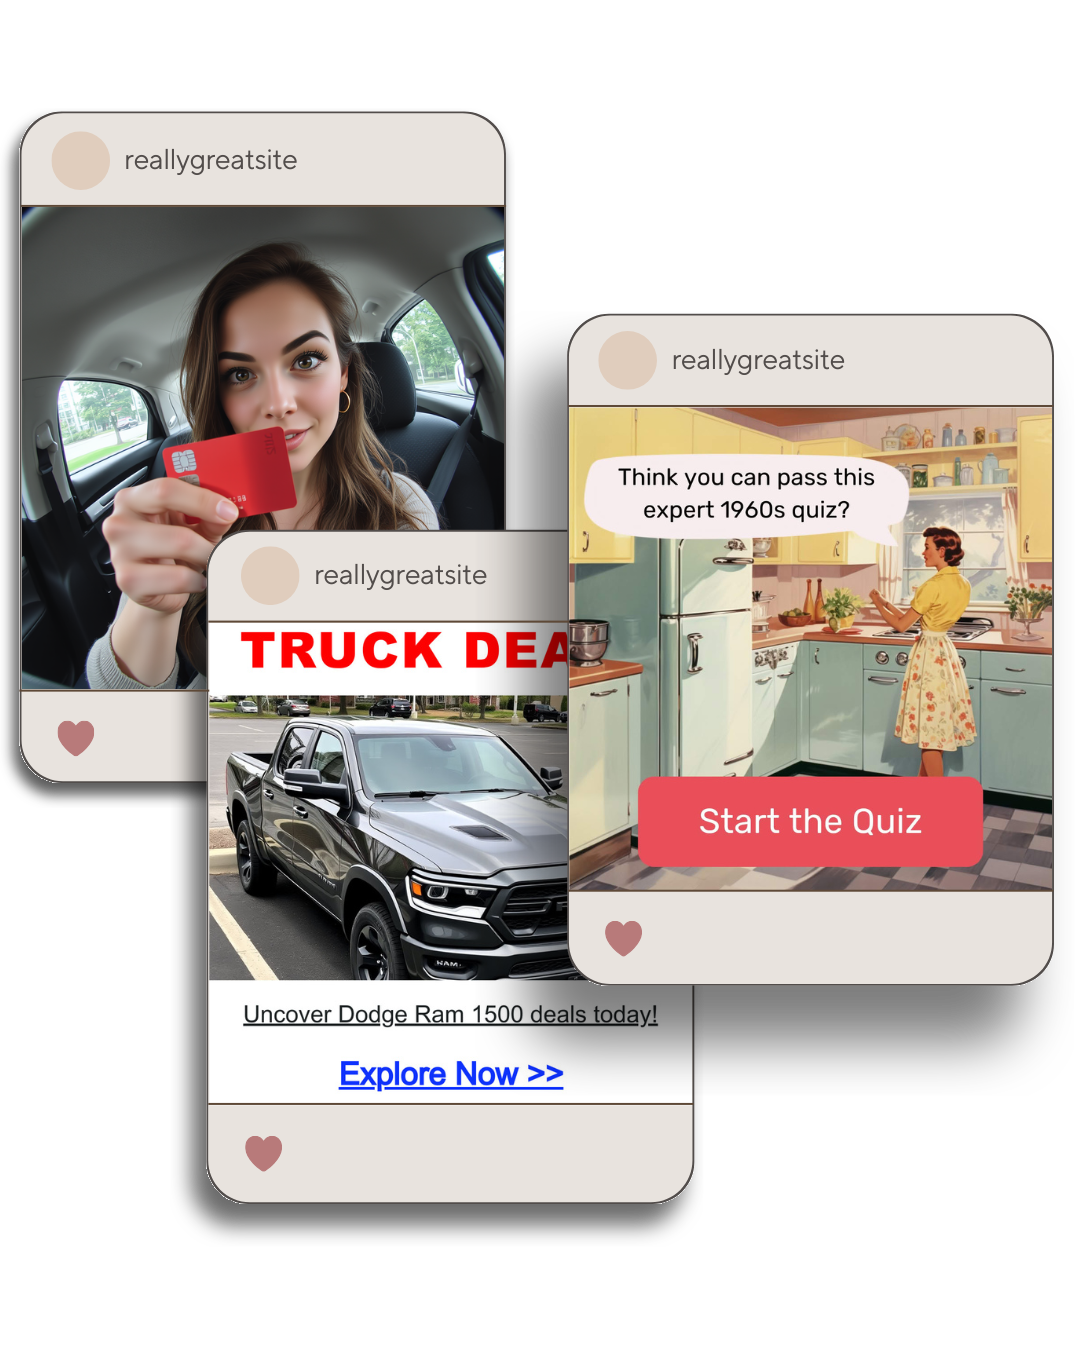 reallygreatsite
reallygreatsite
TRUCK DEA
RAM
Uncover Dodge Ram 1500 deals today!
Explore Now >>
reallygreatsite
Think you can pass this
expert 1960s quiz?
Start the Quiz